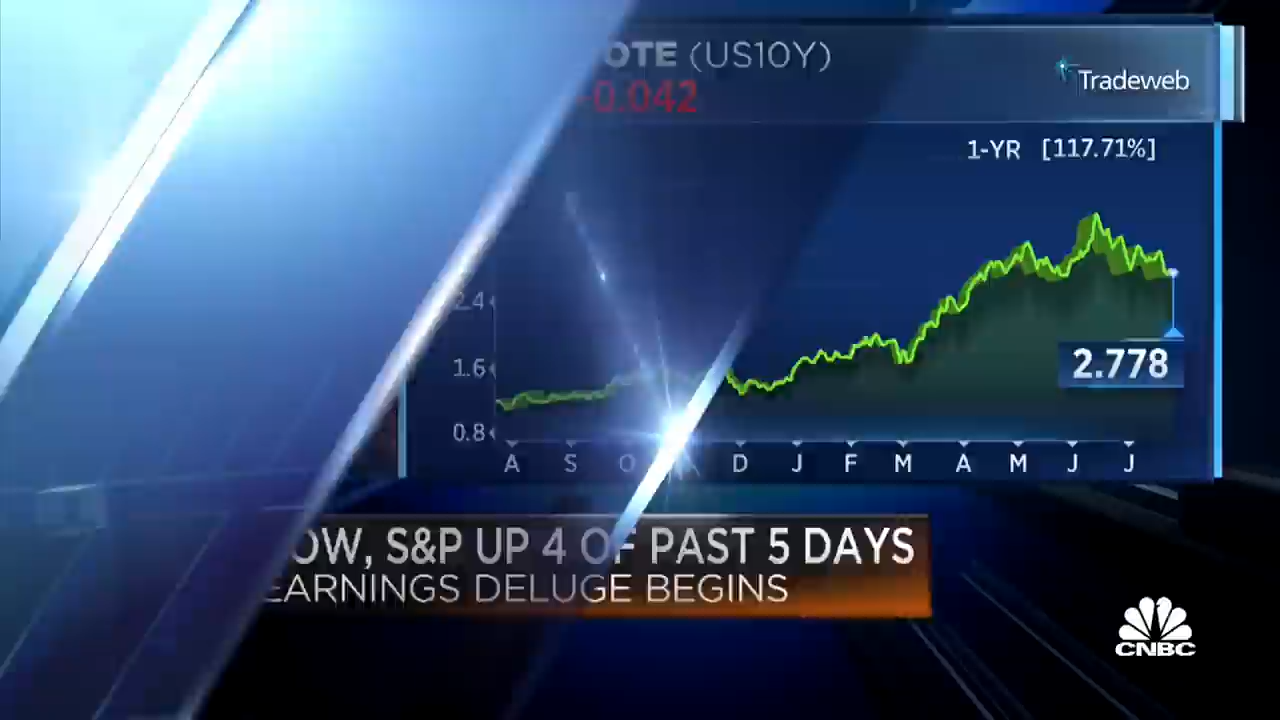 OTE (US10Y)
-0.042
Tradeweb
1-YR [117.71%]
2.4
1.6
0.8
2.778
A S O D J F M A M J J
OW, S&P UP 4 OF PAST 5 DAYS
EARNINGS DELUGE BEGINS
CNBC